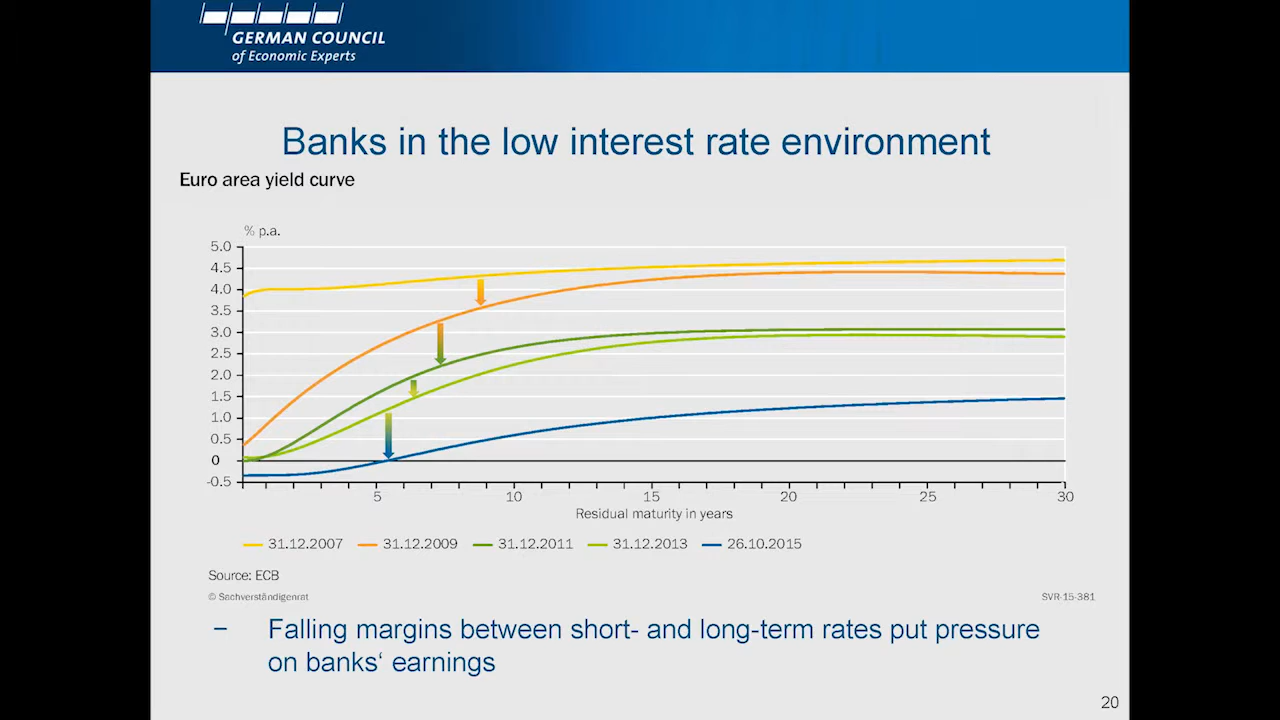 GERMAN COUNCIL
of Economic Experts
Banks in the low interest rate environment
Euro area yield curve
% p.a.
5.0
4.5
4.0
3.5
3.0
2.5
2.0
1.5
1.0
0.5
0
-0.5
5 10 15 20 25 30
Residual maturity in years
31.12.2007 31.12.2009 31.12.2011 31.12.2013 26.10.2015
Source: ECB
© Sachverständigenrat SVR-15-381
– Falling margins between short- and long-term rates put pressure
on banks‘ earnings
20